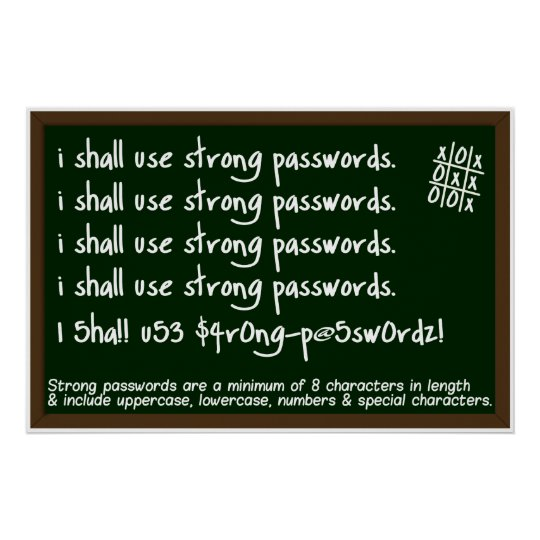 i shall use strong passwords.
i shall use strong passwords.
i shall use strong passwords.
i shall use strong passwords.
I 5ha!! u53 $4r0ng-p@5sw0rdz!
x O x
O x x
O O x
Strong passwords are a minimum of 8 characters in length
& include uppercase, lowercase, numbers & special characters.